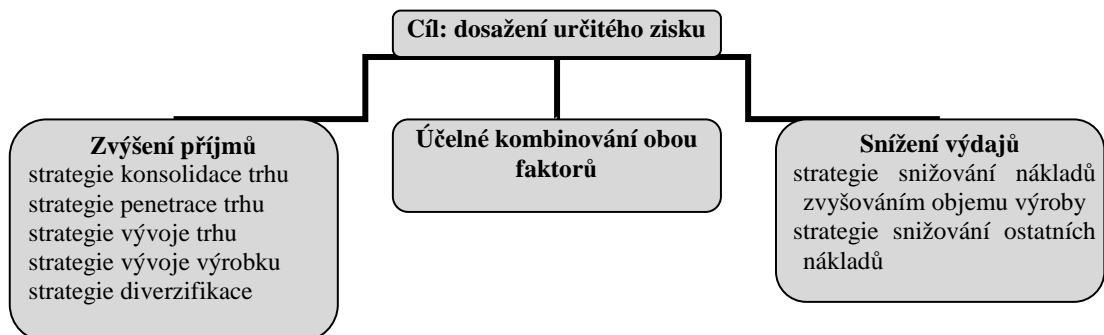 Cíl: dosažení určitého zisku
Zvýšení příjmů
strategie konsolidace trhu
strategie penetrace trhu
strategie vývoje trhu
strategie vývoje výrobku
strategie diverzifikace
Účelné kombinování obou
faktorů
Snížení výdajů
strategie snižování nákladů
zvyšováním objemu výroby
strategie snižování ostatních
nákladů